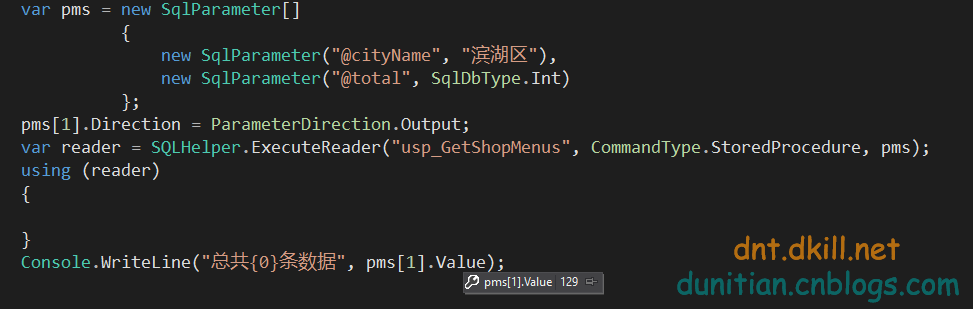 var pms = new SqlParameter[]
{
new SqlParameter("@cityName", "滨湖区"),
new SqlParameter("@total", SqlDbType.Int)
};
pms[1].Direction = ParameterDirection.Output;
var reader = SQLHelper.ExecuteReader("usp_GetShopMenus", CommandType.StoredProcedure, pms);
using (reader)
{
}
Console.WriteLine("总共{0}条数据", pms[1].Value);
pms[1].Value 129
dnt.dkill.net
dunitian.cnblogs.com